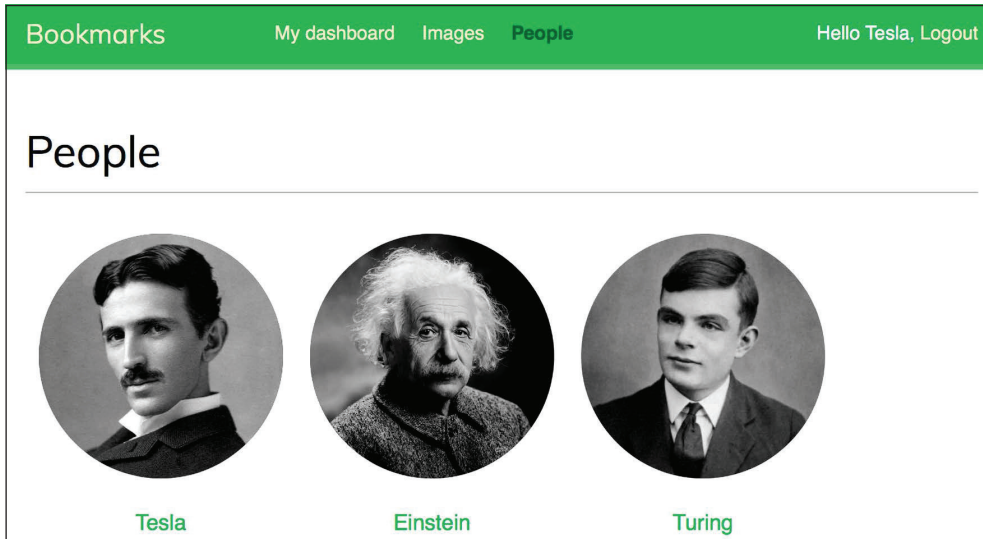 Bookmarks My dashboard Images People Hello Tesla, Logout
People
Tesla Einstein Turing